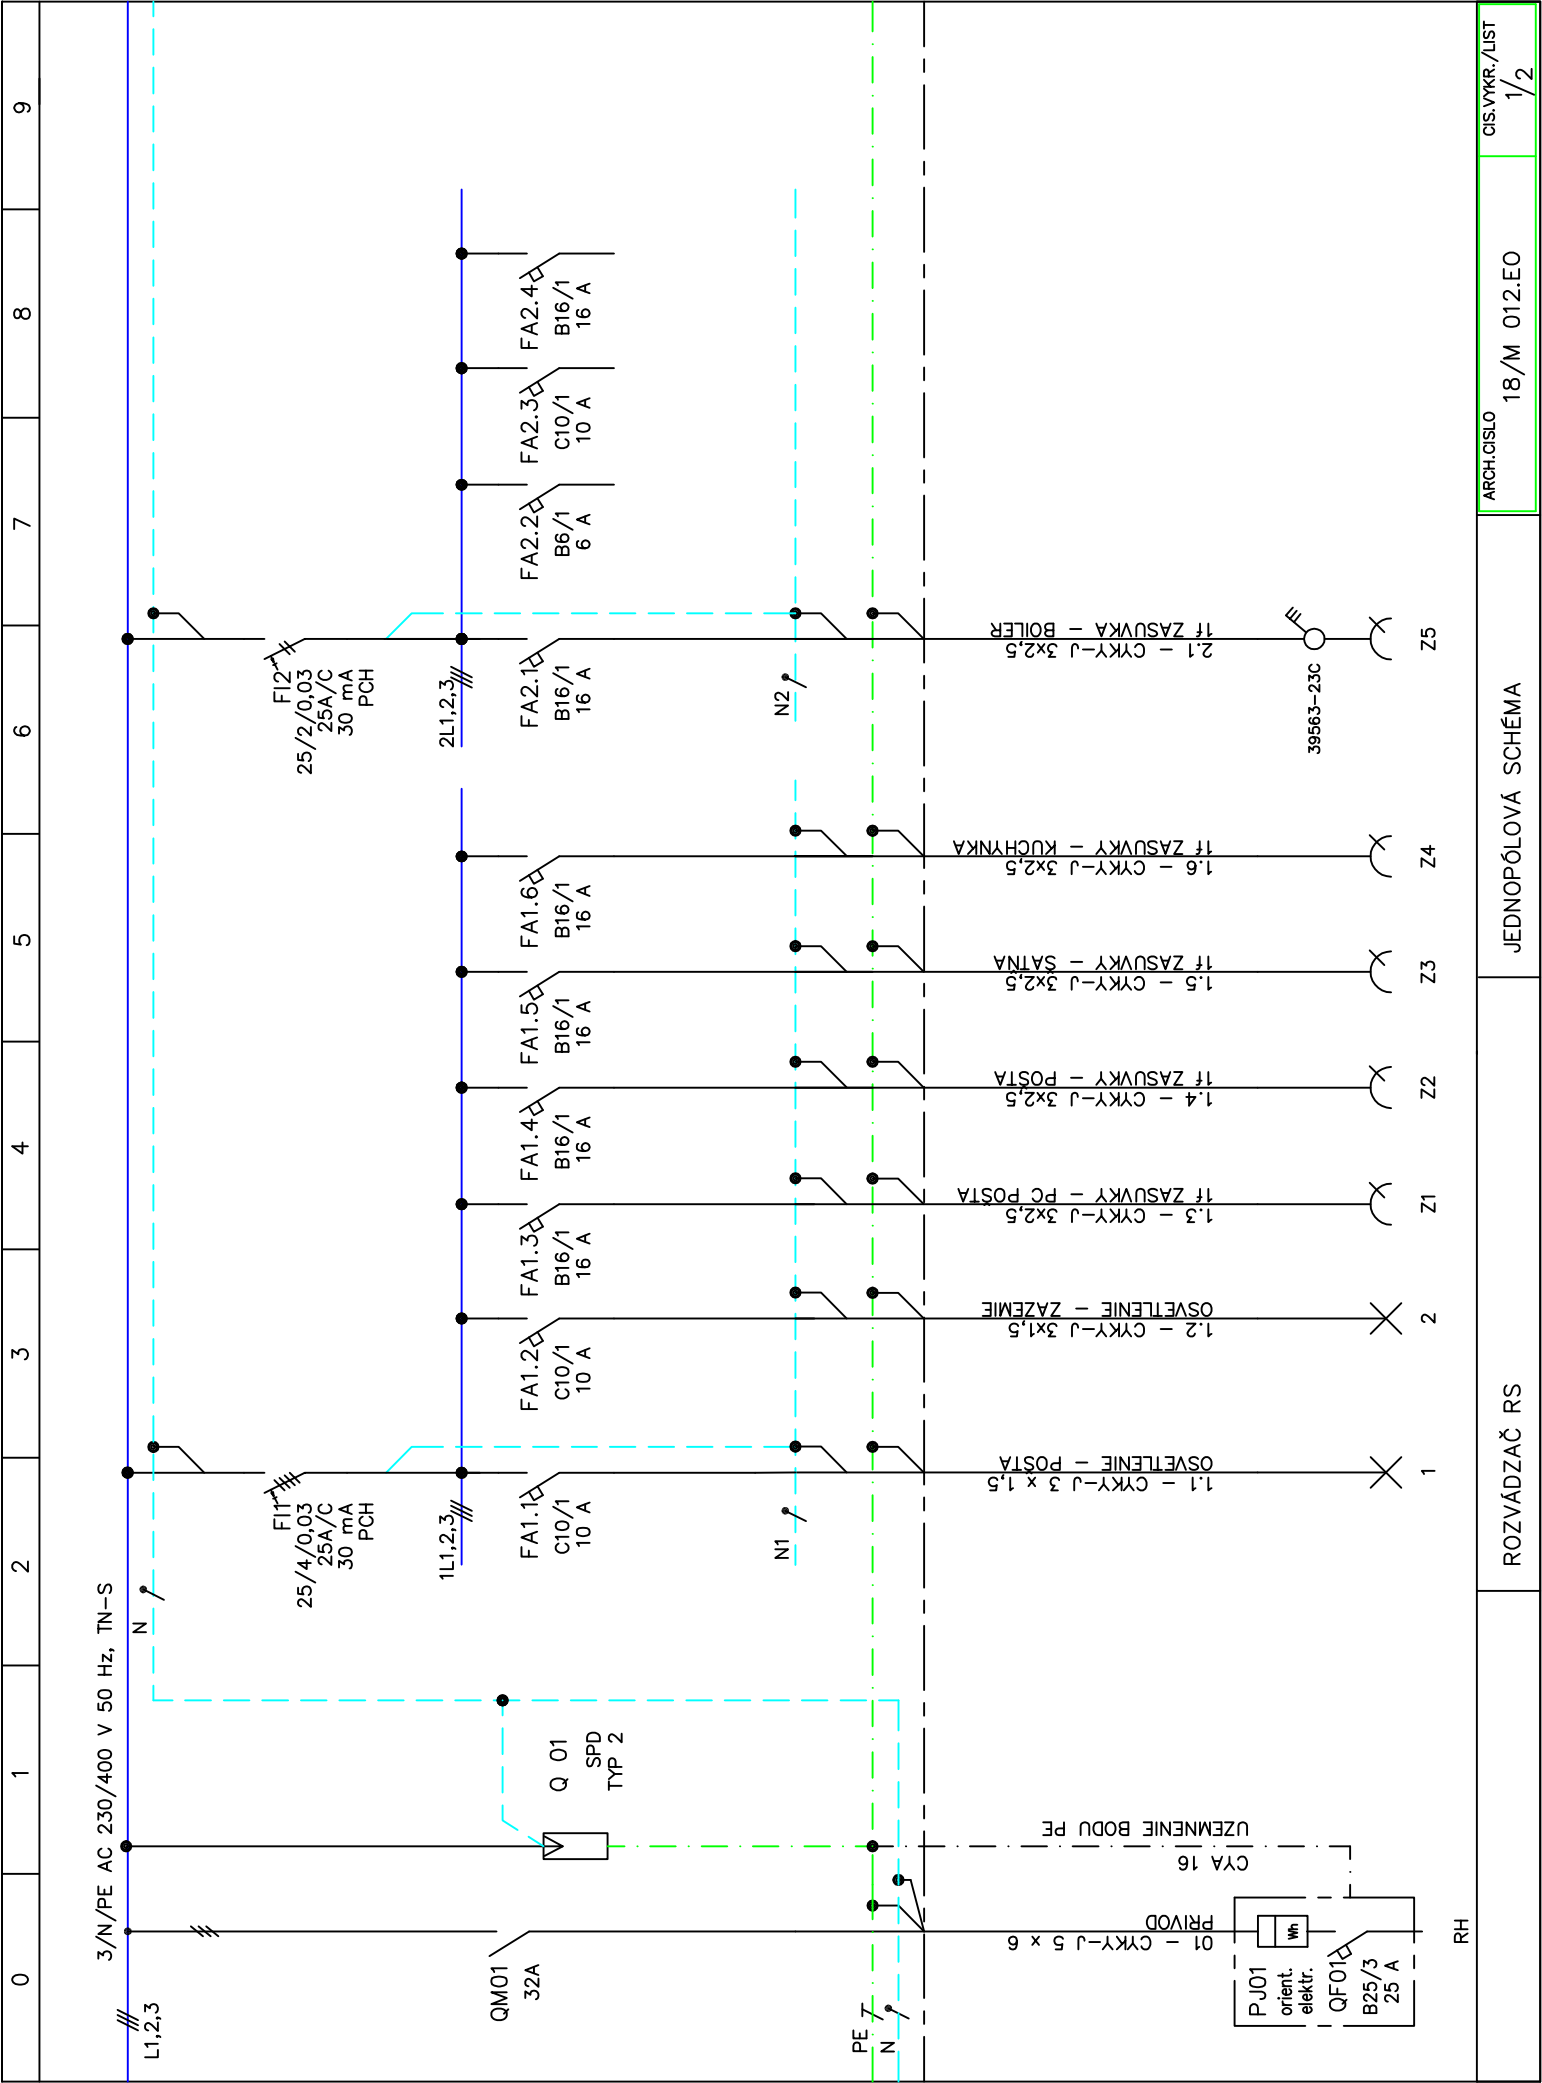 0 1 2 3 4 5 6 7 8 9
3/N/PE AC 230/400 V 50 Hz, TN-S
L1,2,3
N
QM01
32A
Q 01
SPD
TYP 2
FI1
25/4/0,03
25A/C
30 mA
PCH
FI2
25/2/0,03
25A/C
30 mA
PCH
1L1,2,3
2L1,2,3
FA1.1
C10/1
10 A
FA1.2
C10/1
10 A
FA1.3
B16/1
16 A
FA1.4
B16/1
16 A
FA1.5
B16/1
16 A
FA1.6
B16/1
16 A
FA2.1
B16/1
16 A
FA2.2
B6/1
6 A
FA2.3
C10/1
10 A
FA2.4
B16/1
16 A
N1
N2
PE
N
01 - CYKY-J 5 x 6
PRIVOD
CYA 16
UZEMNENIE BODU PE
1.1 - CYKY-J 3 x 1,5
OSVETLENIE - POŠTA
1.2 - CYKY-J 3x1,5
OSVETLENIE - ZÁZEMIE
1.3 - CYKY-J 3x2,5
1f ZÁSUVKY - PC POŠTA
1.4 - CYKY-J 3x2,5
1f ZÁSUVKY - POŠTA
1.5 - CYKY-J 3x2,5
1f ZÁSUVKY - ŠATŇA
1.6 - CYKY-J 3x2,5
1f ZÁSUVKY - KUCHYNKA
2.1 - CYKY-J 3x2,5
1f ZÁSUVKA - BOILER
PJ01
orient.
elektr.
Wh
QF01
B25/3
25 A
39563-23C
RH
1
2
Z1
Z2
Z3
Z4
Z5
ROZVÁDZAČ RS
JEDNOPÓLOVÁ SCHÉMA
ARCH.CISLO
18/M 012.EO
CIS.VYKR./LIST
1/2